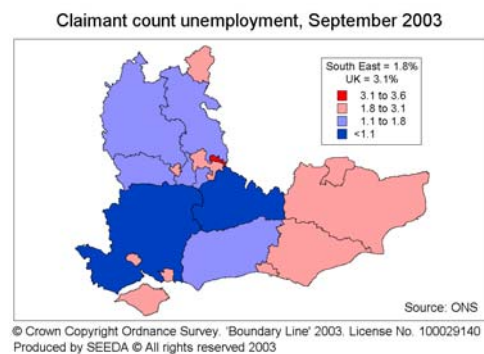 Claimant count unemployment, September 2003
South East = 1.8%
UK = 3.1%
3.1 to 3.6
1.8 to 3.1
1.1 to 1.8
<1.1
Source: ONS
© Crown Copyright Ordnance Survey. 'Boundary Line' 2003. License No. 100029140
Produced by SEEDA © All rights reserved 2003